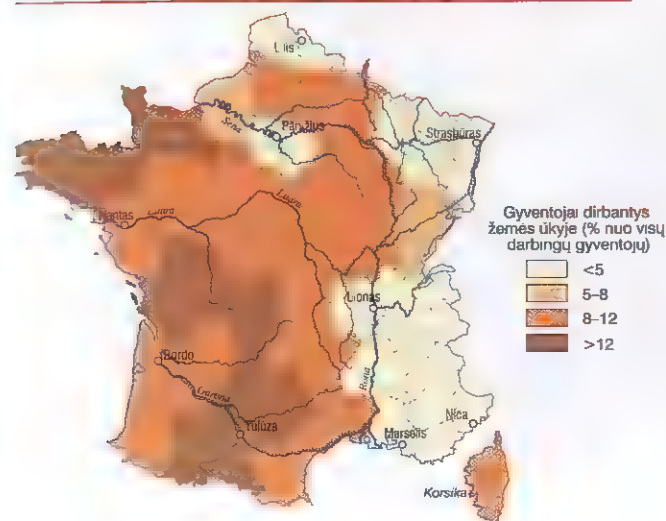 Lilis
Sena
Paryžius
Strasbūras
Nantas
Luara
Luara
Gyventojai dirbantys
žemės ūkyje (% nuo visų
darbingų gyventojų)
<5
5–8
8–12
>12
Lionas
Bordo
Garona
Rona
Tulūza
Nica
Marselis
Korsika